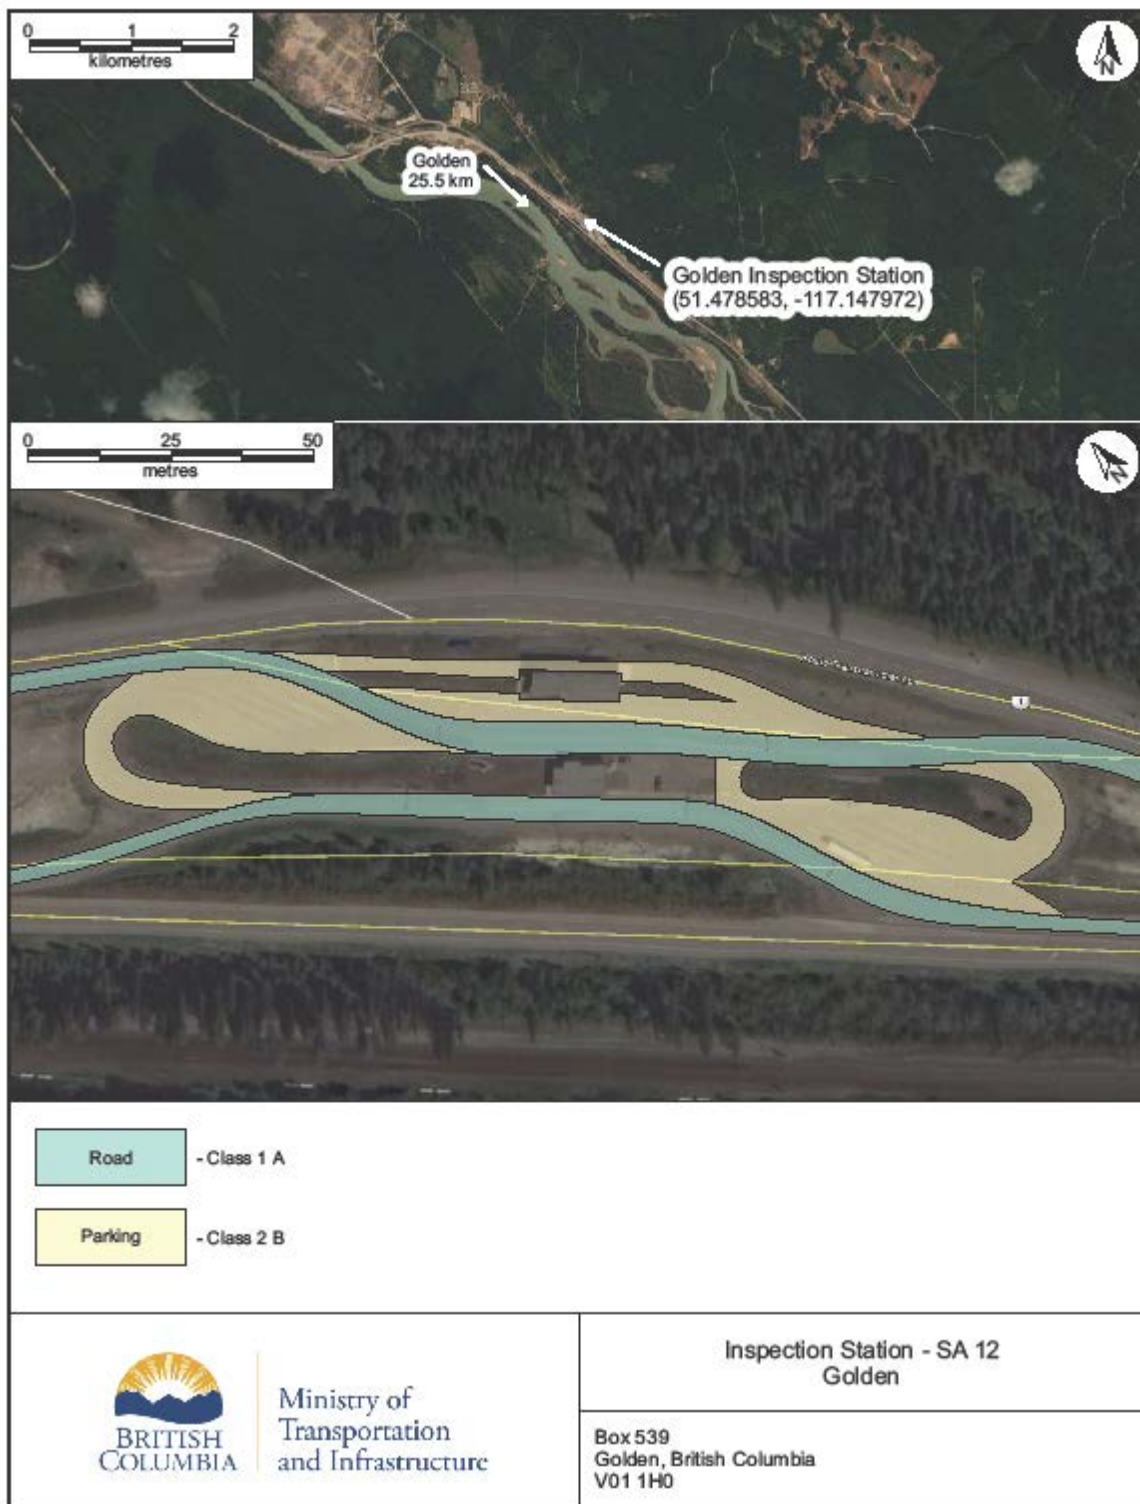 0 1 2
kilometres
N
Golden
25.5 km
Golden Inspection Station
(51.478583, -117.147972)
0 25 50
metres
N
1
Road - Class 1 A
Parking - Class 2 B
BRITISH
COLUMBIA
Ministry of
Transportation
and Infrastructure
Inspection Station - SA 12
Golden
Box 539
Golden, British Columbia
V01 1H0